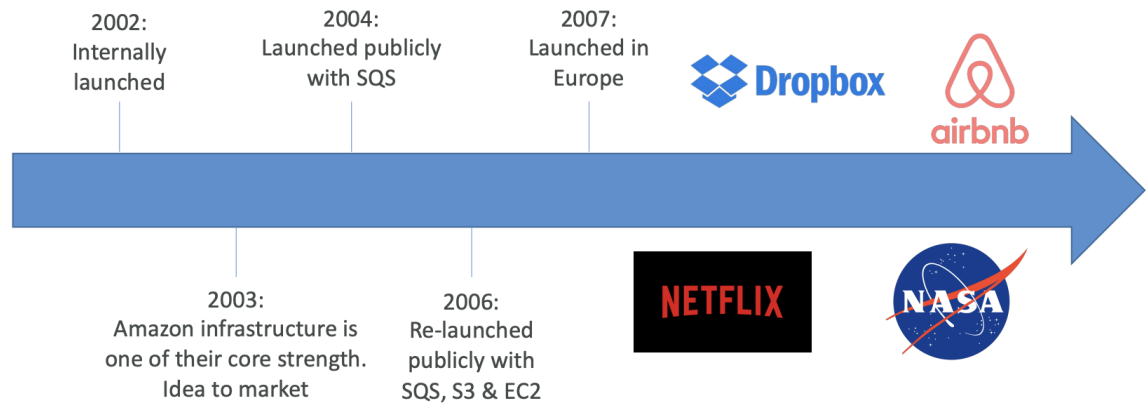 2002:
Internally
launched
2004:
Launched publicly
with SQS
2007:
Launched in
Europe
Dropbox
airbnb
2003:
Amazon infrastructure is
one of their core strength.
Idea to market
2006:
Re-launched
publicly with
SQS, S3 & EC2
NETFLIX
NASA